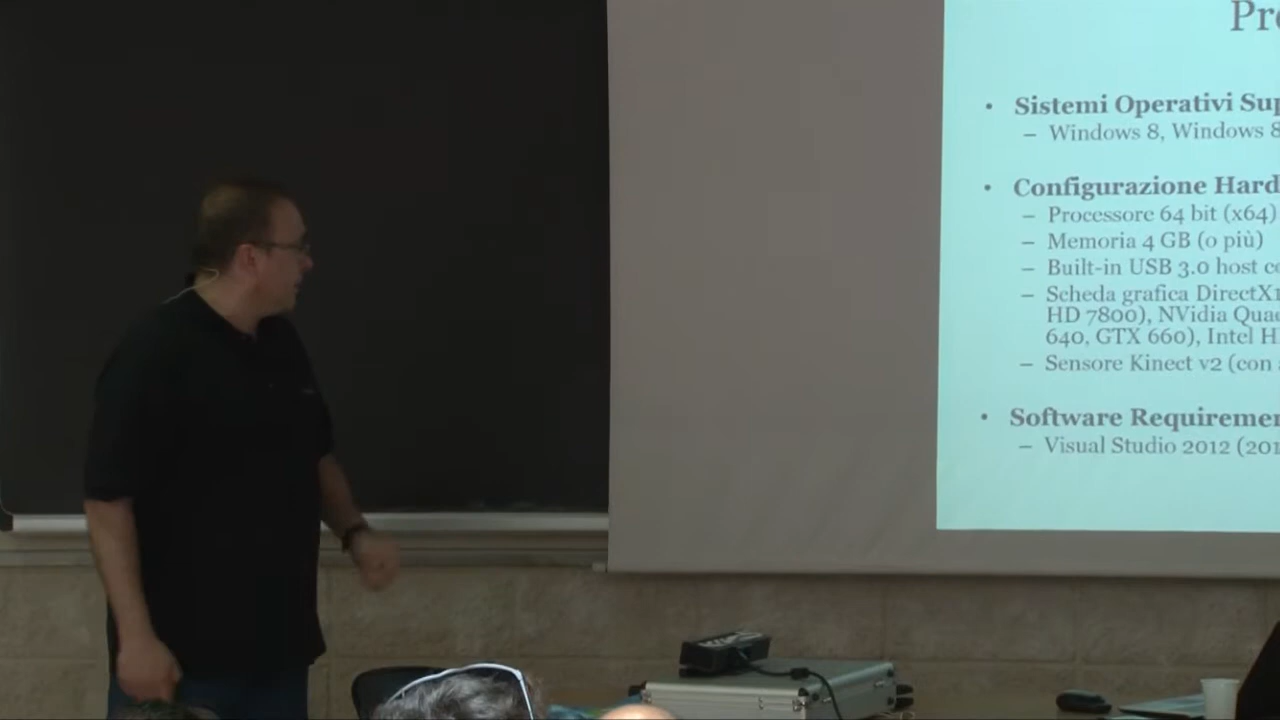 Pr
• Sistemi Operativi Sup
– Windows 8, Windows 8
• Configurazione Hard
– Processore 64 bit (x64)
– Memoria 4 GB (o più)
– Built-in USB 3.0 host c
– Scheda grafica DirectX1
HD 7800), NVidia Quad
640, GTX 660), Intel H
– Sensore Kinect v2 (con
• Software Requiremen
– Visual Studio 2012 (201